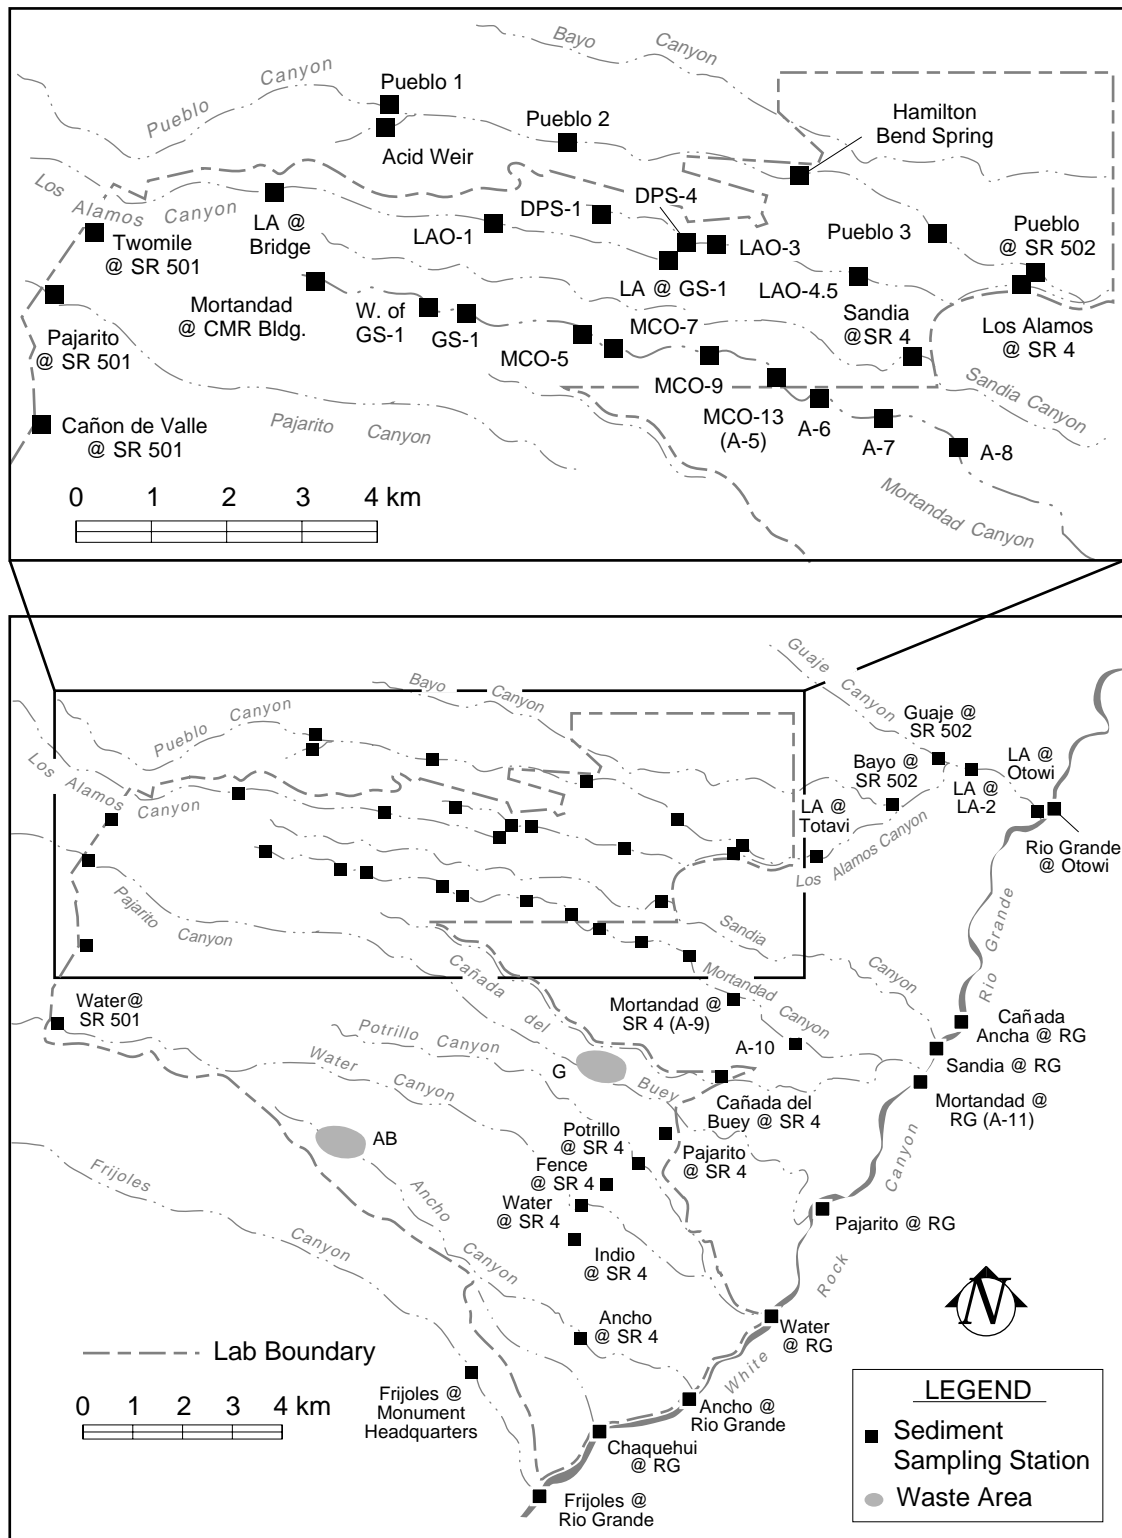 Bayo Canyon
Pueblo Canyon
Pueblo 1
Pueblo 2
Hamilton
Bend Spring
Acid Weir
Los Alamos Canyon
DPS-4
DPS-1
Twomile
@ SR 501
LA @
Bridge
LAO-1
LAO-3
Pueblo 3
Pueblo
@ SR 502
LA @ GS-1
LAO-4.5
Mortandad
@ CMR Bldg.
W. of
GS-1
GS-1
MCO-7
MCO-5
Sandia
@SR 4
Los Alamos
@ SR 4
Pajarito
@ SR 501
MCO-9
Sandia Canyon
Cañon de Valle
@ SR 501
Pajarito Canyon
MCO-13
(A-5)
A-6
A-7
A-8
Mortandad Canyon
0 1 2 3 4 km
Guaje Canyon
Bayo Canyon
Pueblo Canyon
Guaje @
SR 502
LA @
Otowi
Bayo @
SR 502
LA @
LA-2
Los Alamos Canyon
LA @
Totavi
Rio Grande
@ Otowi
Los Alamos Canyon
Pajarito Canyon
Rio Grande
Sandia Canyon
Cañada del Buey
Mortandad Canyon
Water@
SR 501
Mortandad @
SR 4 (A-9)
Cañada
Ancha @ RG
Potrillo Canyon
Water Canyon
A-10
Sandia @ RG
G
Cañada del
Buey @ SR 4
Mortandad @
RG (A-11)
AB
Potrillo
@ SR 4
Pajarito
@ SR 4
Fence
@ SR 4
Frijoles Canyon
Ancho Canyon
Water
@ SR 4
Pajarito @ RG
Indio
@ SR 4
White Rock Canyon
N
Ancho
@ SR 4
Water
@ RG
Lab Boundary
0 1 2 3 4 km
Frijoles @
Monument
Headquarters
Ancho @
Rio Grande
Chaquehui
@ RG
Frijoles @
Rio Grande
LEGEND
Sediment
Sampling Station
Waste Area